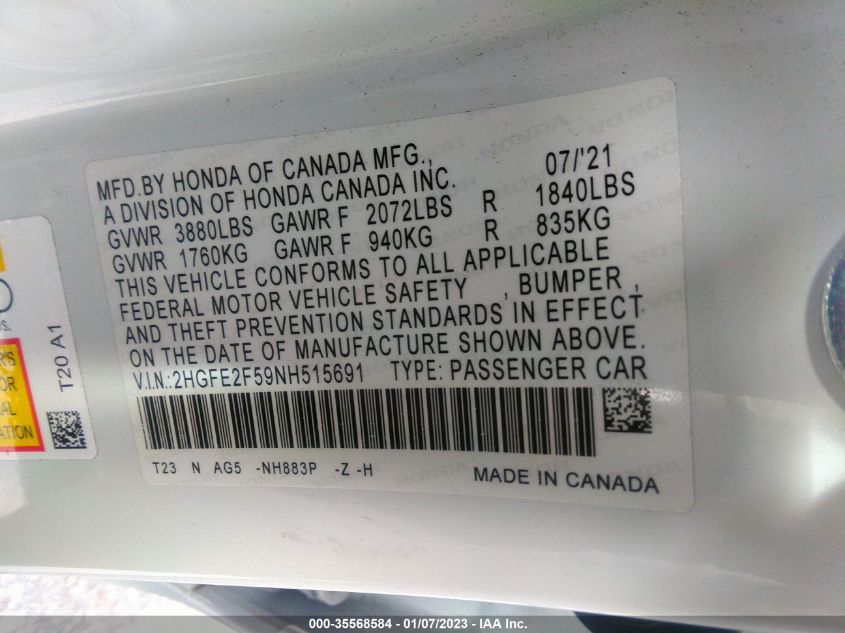 MFD.BY HONDA OF CANADA MFG., 07/'21
A DIVISION OF HONDA CANADA INC.
GVWR 3880LBS GAWR F 2072LBS R 1840LBS
GVWR 1760KG GAWR F 940KG R 835KG
THIS VEHICLE CONFORMS TO ALL APPLICABLE
FEDERAL MOTOR VEHICLE SAFETY , BUMPER ,
AND THEFT PREVENTION STANDARDS IN EFFECT
ON THE DATE OF MANUFACTURE SHOWN ABOVE.
V.I.N.:2HGFE2F59NH515691 TYPE: PASSENGER CAR
T23 N AG5 -NH883P -Z -H
MADE IN CANADA
T20 A1
000-35568584 - 01/07/2023 - IAA Inc.